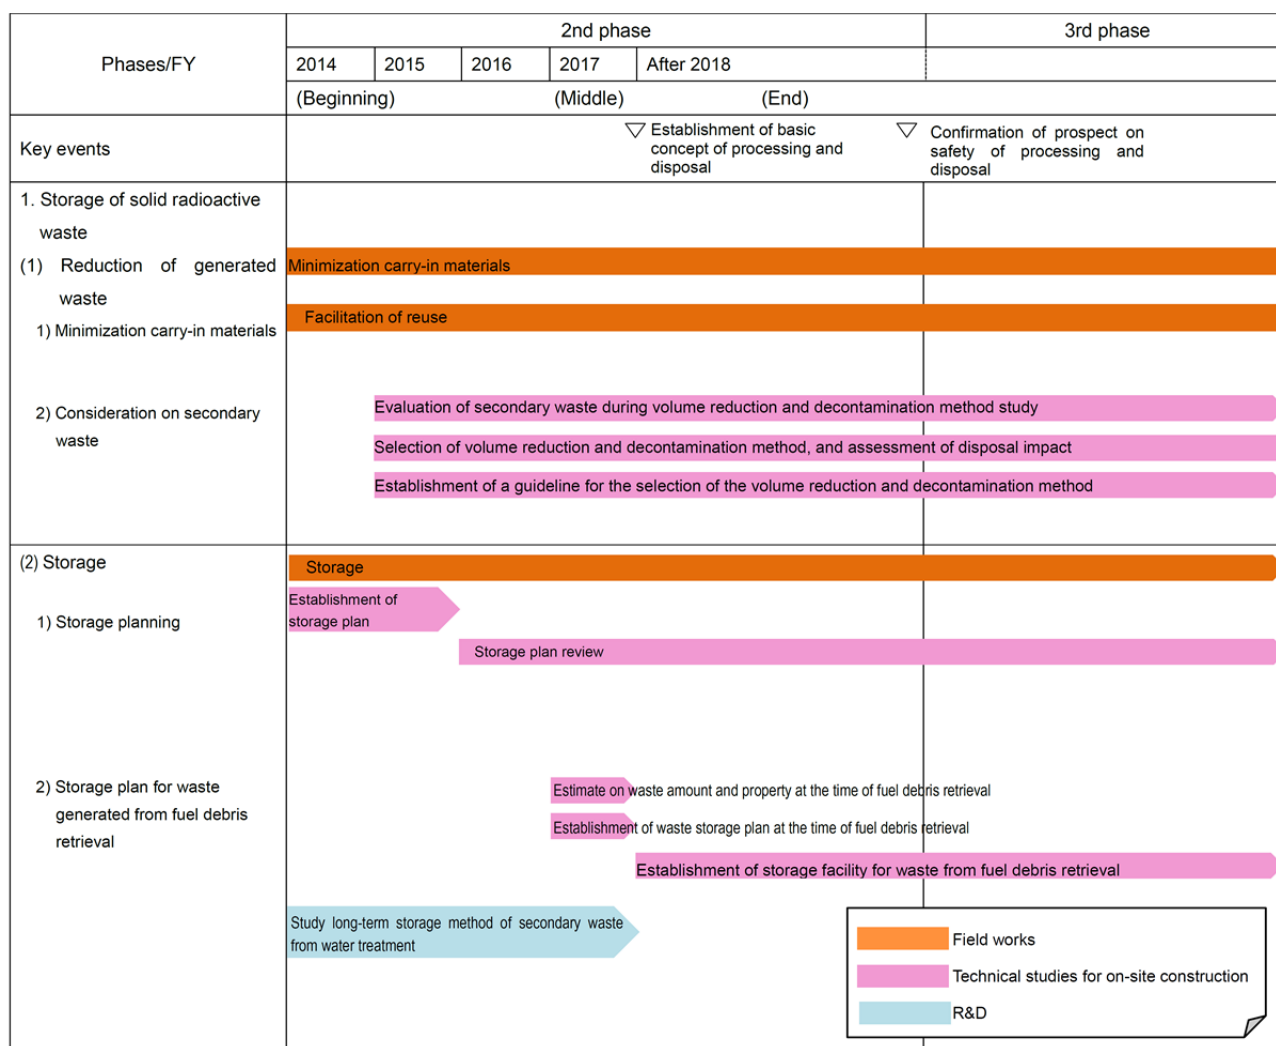 Phases/FY
2nd phase
3rd phase
2014
2015
2016
2017
After 2018
(Beginning)
(Middle)
(End)
Key events
Establishment of basic
concept of processing and
disposal
Confirmation of prospect on
safety of processing and
disposal
1. Storage of solid radioactive
waste
(1) Reduction of generated
waste
Minimization carry-in materials
Facilitation of reuse
1) Minimization carry-in materials
2) Consideration on secondary
waste
Evaluation of secondary waste during volume reduction and decontamination method study
Selection of volume reduction and decontamination method, and assessment of disposal impact
Establishment of a guideline for the selection of the volume reduction and decontamination method
(2) Storage
Storage
1) Storage planning
Establishment of
storage plan
Storage plan review
2) Storage plan for waste
generated from fuel debris
retrieval
Estimate on waste amount and property at the time of fuel debris retrieval
Establishment of waste storage plan at the time of fuel debris retrieval
Establishment of storage facility for waste from fuel debris retrieval
Study long-term storage method of secondary waste
from water treatment
Field works
Technical studies for on-site construction
R&D